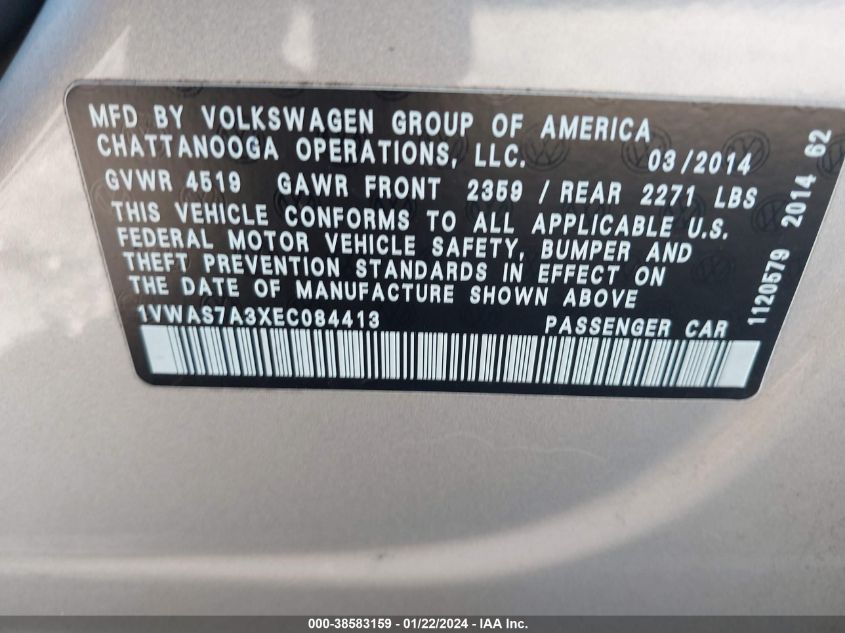 MFD BY VOLKSWAGEN GROUP OF AMERICA
CHATTANOOGA OPERATIONS, LLC. 03/2014
GVWR 4519 GAWR FRONT 2359 / REAR 2271 LBS
THIS VEHICLE CONFORMS TO ALL APPLICABLE U.S.
FEDERAL MOTOR VEHICLE SAFETY, BUMPER AND
THEFT PREVENTION STANDARDS IN EFFECT ON
THE DATE OF MANUFACTURE SHOWN ABOVE
1VWAS7A3XEC084413 PASSENGER CAR
1120579 2014 62
000-38583159 - 01/22/2024 - IAA Inc.